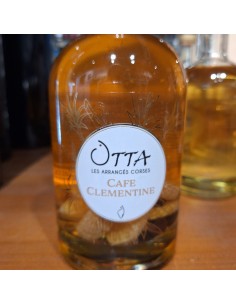 OTTA
LES ARRANGÉS CORSES
CAFE
CLEMENTINE